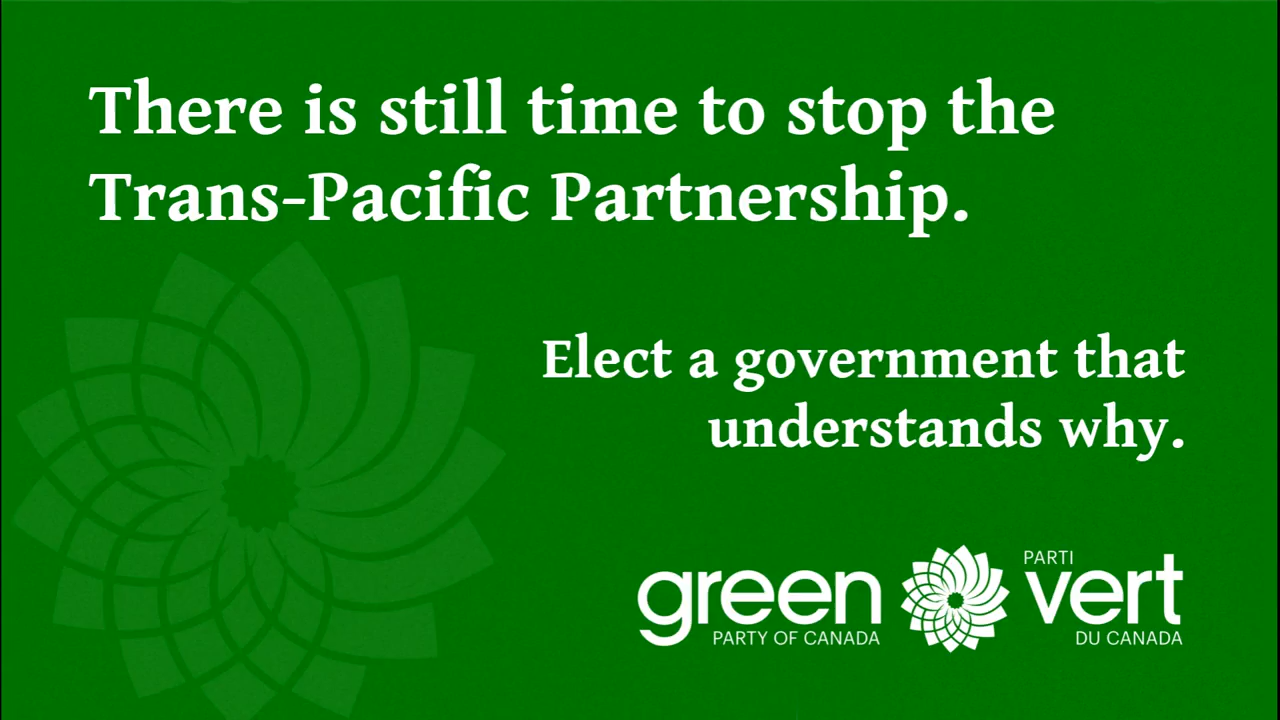 There is still time to stop the
Trans-Pacific Partnership.
Elect a government that
understands why.
green
PARTY OF CANADA
PARTI
vert
DU CANADA